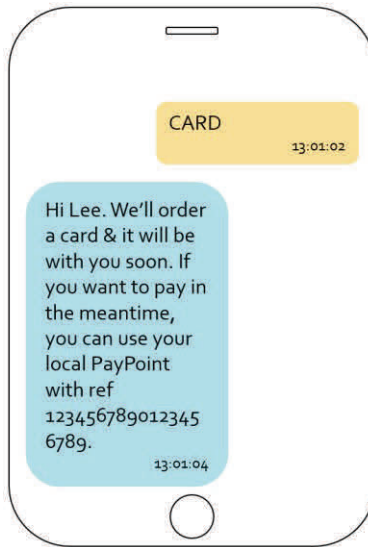 CARD
13:01:02
Hi Lee. We'll order
a card & it will be
with you soon. If
you want to pay in
the meantime,
you can use your
local PayPoint
with ref
123456789012345
6789.
13:01:04